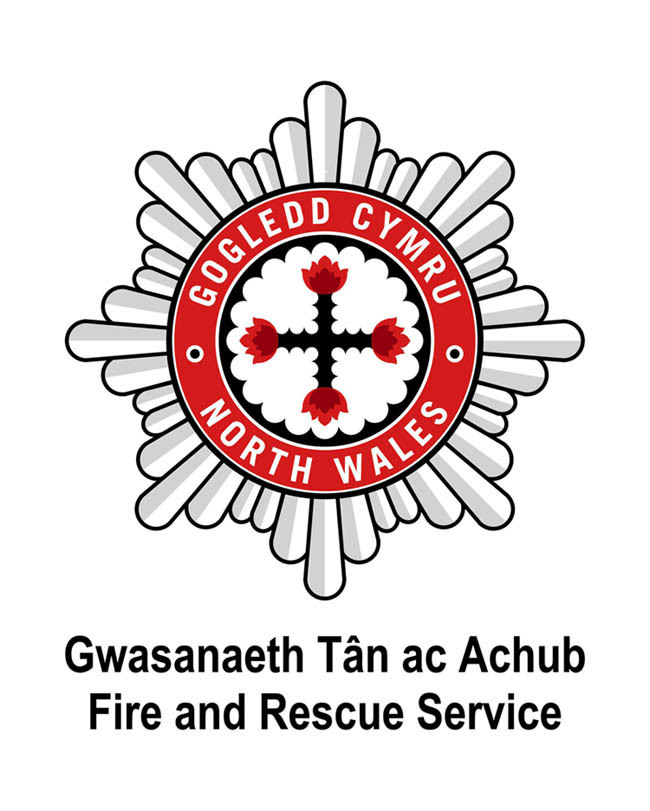 GOGLEDD CYMRU
NORTH WALES
Gwasanaeth Tân ac Achub
Fire and Rescue Service